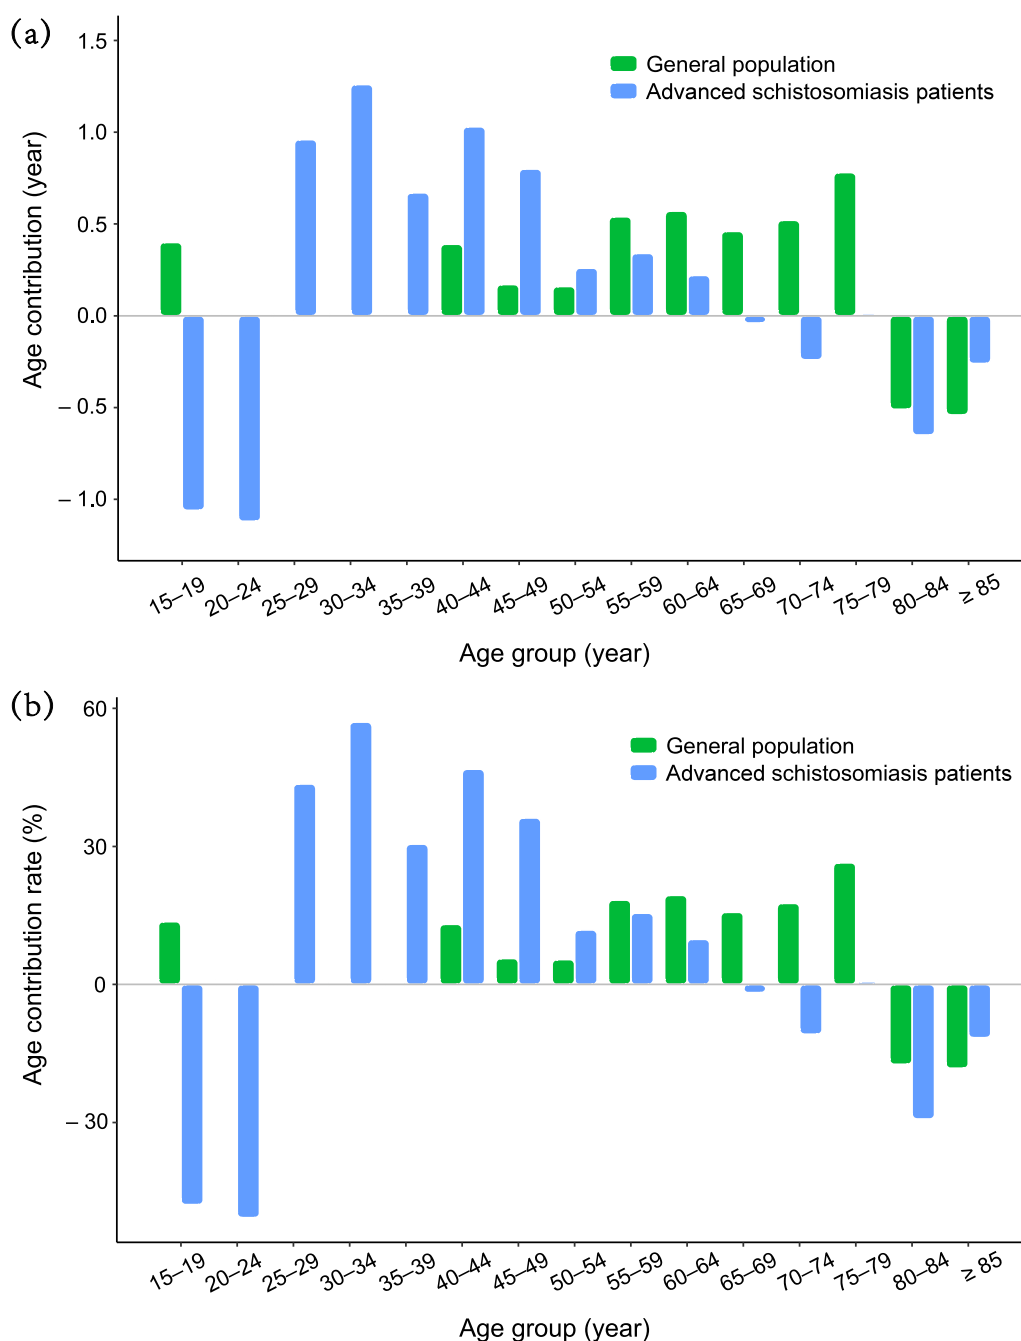 (a)
1.5
1.0
0.5
0.0
– 0.5
– 1.0
Age contribution (year)
General population
Advanced schistosomiasis patients
15–19 20–24 25–29 30–34 35–39 40–44 45–49 50–54 55–59 60–64 65–69 70–74 75–79 80–84 ≥ 85
Age group (year)
(b)
60
30
0
– 30
Age contribution rate (%)
General population
Advanced schistosomiasis patients
15–19 20–24 25–29 30–34 35–39 40–44 45–49 50–54 55–59 60–64 65–69 70–74 75–79 80–84 ≥ 85
Age group (year)